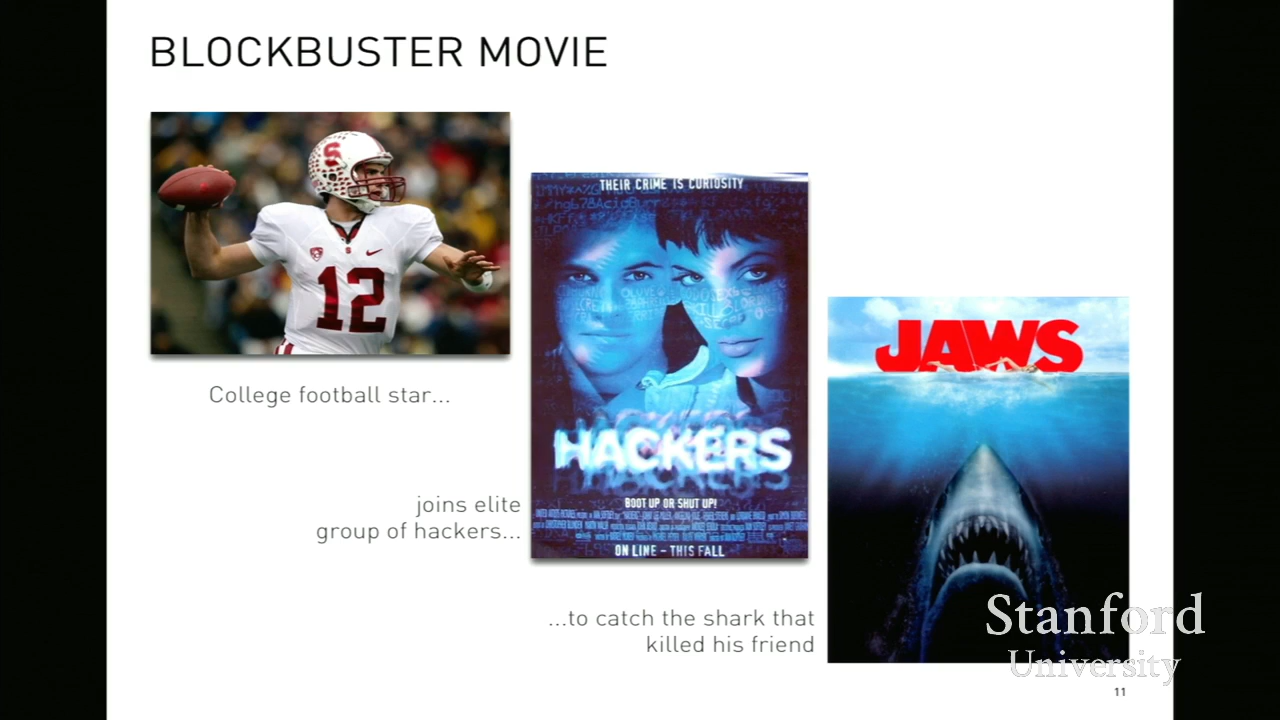 BLOCKBUSTER MOVIE
S
12
College football star...
THEIR CRIME IS CURIOSITY
HACKERS
BOOT UP OR SHUT UP!
ON LINE – THIS FALL
joins elite
group of hackers...
JAWS
...to catch the shark that
killed his friend
Stanford
University
11